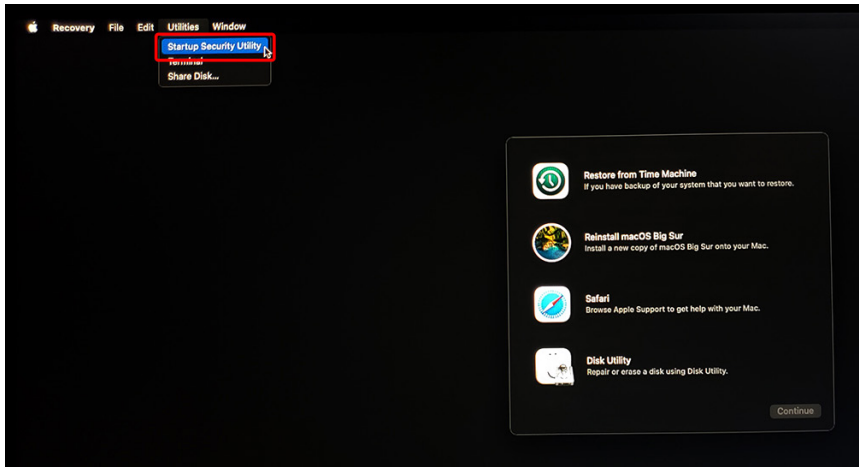 Recovery File Edit Utilities Window
Startup Security Utility
Terminal
Share Disk...
Restore from Time Machine
If you have backup of your system that you want to restore.
Reinstall macOS Big Sur
Install a new copy of macOS Big Sur onto your Mac.
Safari
Browse Apple Support to get help with your Mac.
Disk Utility
Repair or erase a disk using Disk Utility.
Continue